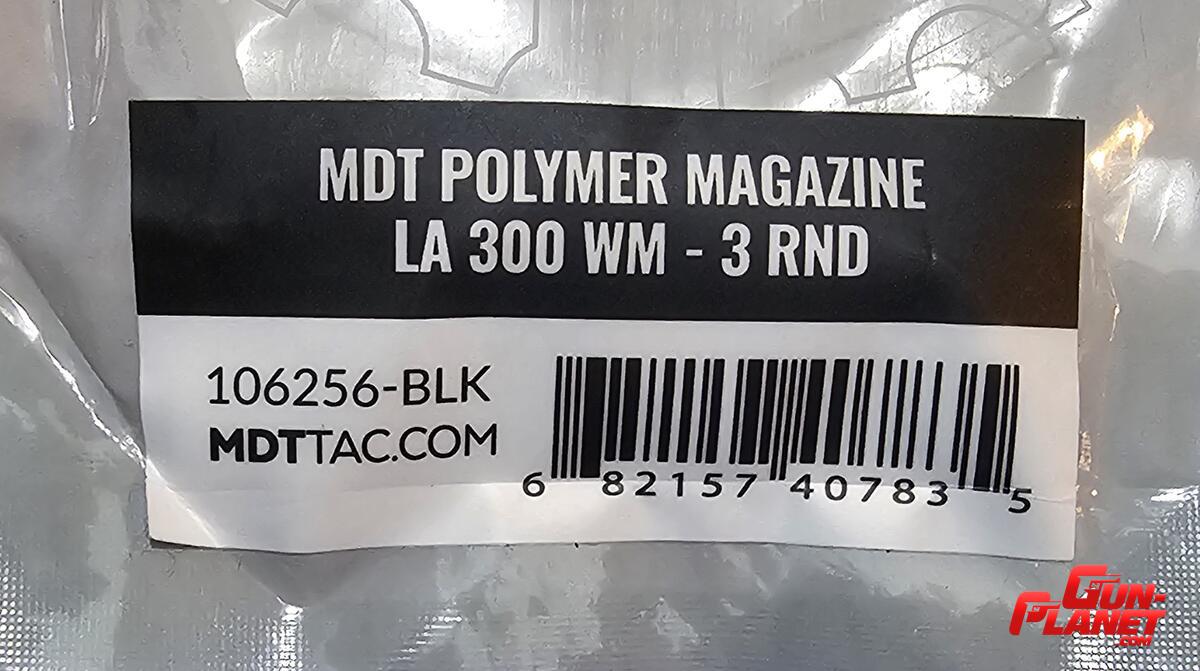 MDT POLYMER MAGAZINE
LA 300 WM - 3 RND
106256-BLK
MDTTAC.COM
6 82157 40783 5
GUN-
PLANET
.COM